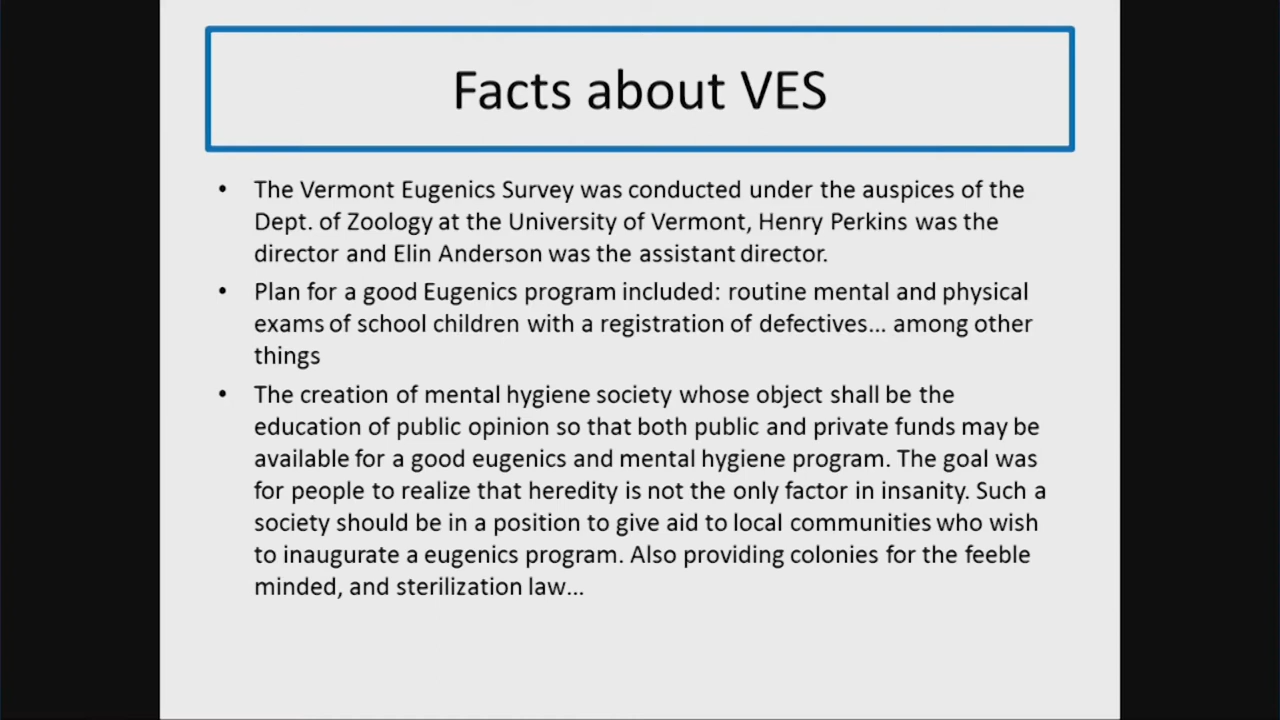 Facts about VES
• The Vermont Eugenics Survey was conducted under the auspices of the
Dept. of Zoology at the University of Vermont, Henry Perkins was the
director and Elin Anderson was the assistant director.
• Plan for a good Eugenics program included: routine mental and physical
exams of school children with a registration of defectives... among other
things
• The creation of mental hygiene society whose object shall be the
education of public opinion so that both public and private funds may be
available for a good eugenics and mental hygiene program. The goal was
for people to realize that heredity is not the only factor in insanity. Such a
society should be in a position to give aid to local communities who wish
to inaugurate a eugenics program. Also providing colonies for the feeble
minded, and sterilization law...